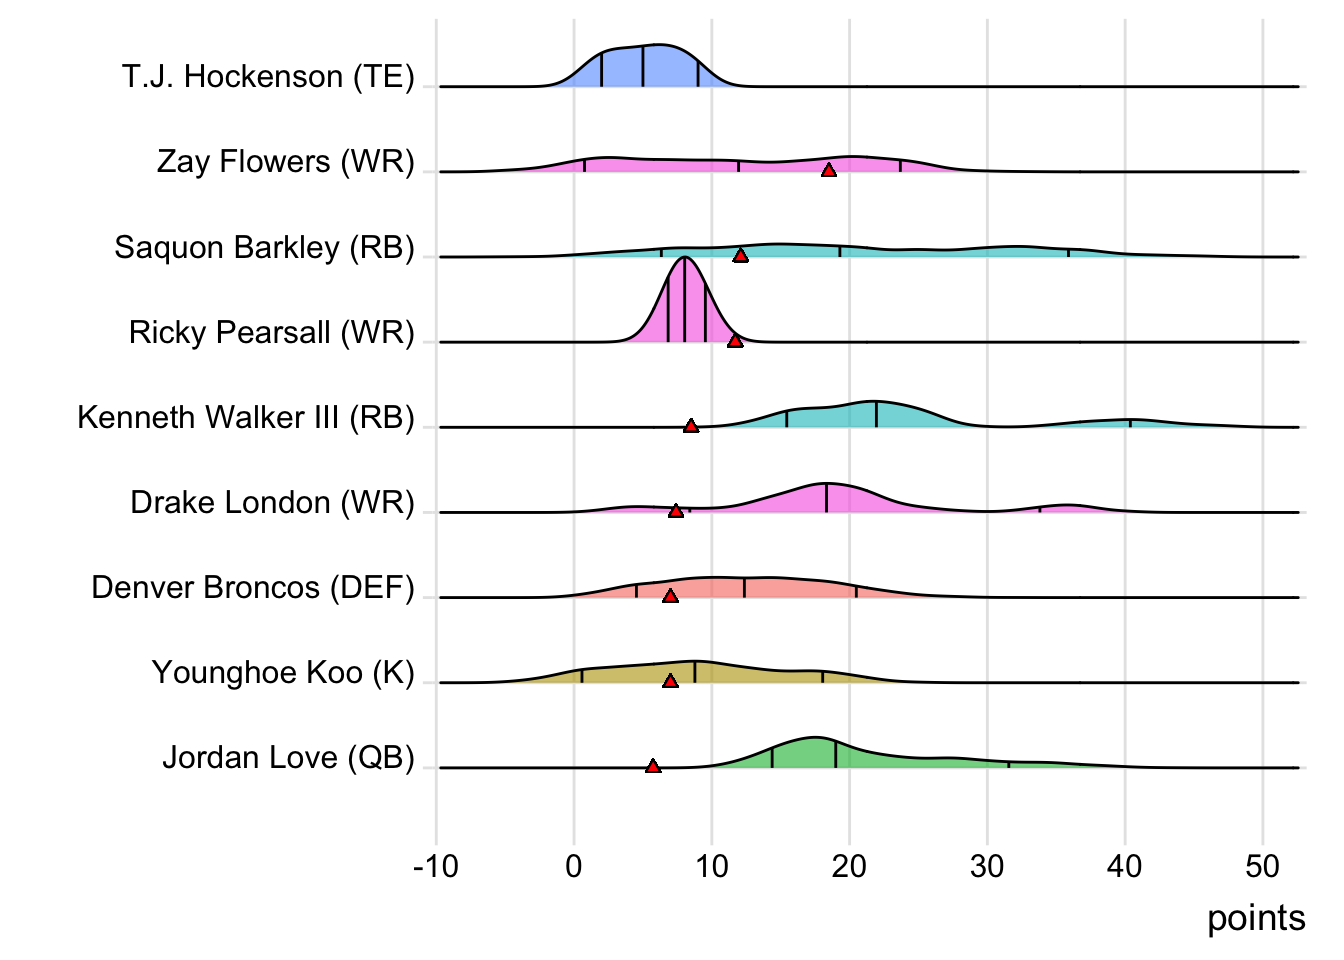 T.J. Hockenson (TE)
Zay Flowers (WR)
Saquon Barkley (RB)
Ricky Pearsall (WR)
Kenneth Walker III (RB)
Drake London (WR)
Denver Broncos (DEF)
Younghoe Koo (K)
Jordan Love (QB)
-10 0 10 20 30 40 50
points